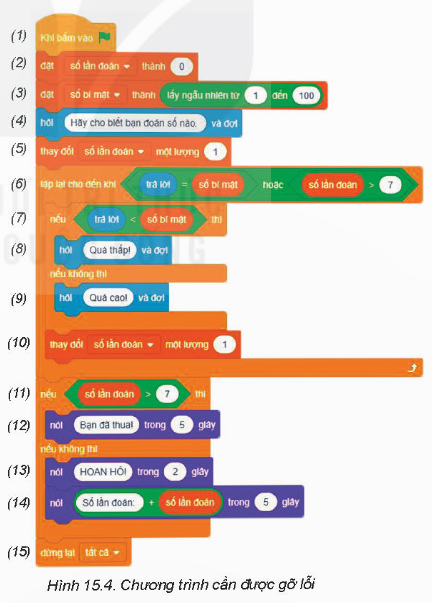 (1) Khi bấm vào
(2) đặt số lần đoán thành 0
(3) đặt số bí mật thành lấy ngẫu nhiên từ 1 đến 100
(4) hỏi Hãy cho biết bạn đoán số nào. và đợi
(5) thay đổi số lần đoán một lượng 1
(6) lặp lại cho đến khi trả lời = số bí mật hoặc số lần đoán > 7
(7) nếu trả lời < số bí mật thì
(8) hỏi Quá thấp! và đợi
nếu không thì
(9) hỏi Quá cao! và đợi
(10) thay đổi số lần đoán một lượng 1
(11) nếu số lần đoán > 7 thì
(12) nói Bạn đã thua! trong 5 giây
nếu không thì
(13) nói HOAN HÔ! trong 2 giây
(14) nói Số lần đoán: + số lần đoán trong 5 giây
(15) dừng lại tất cả
Hình 15.4. Chương trình cần được gỡ lỗi